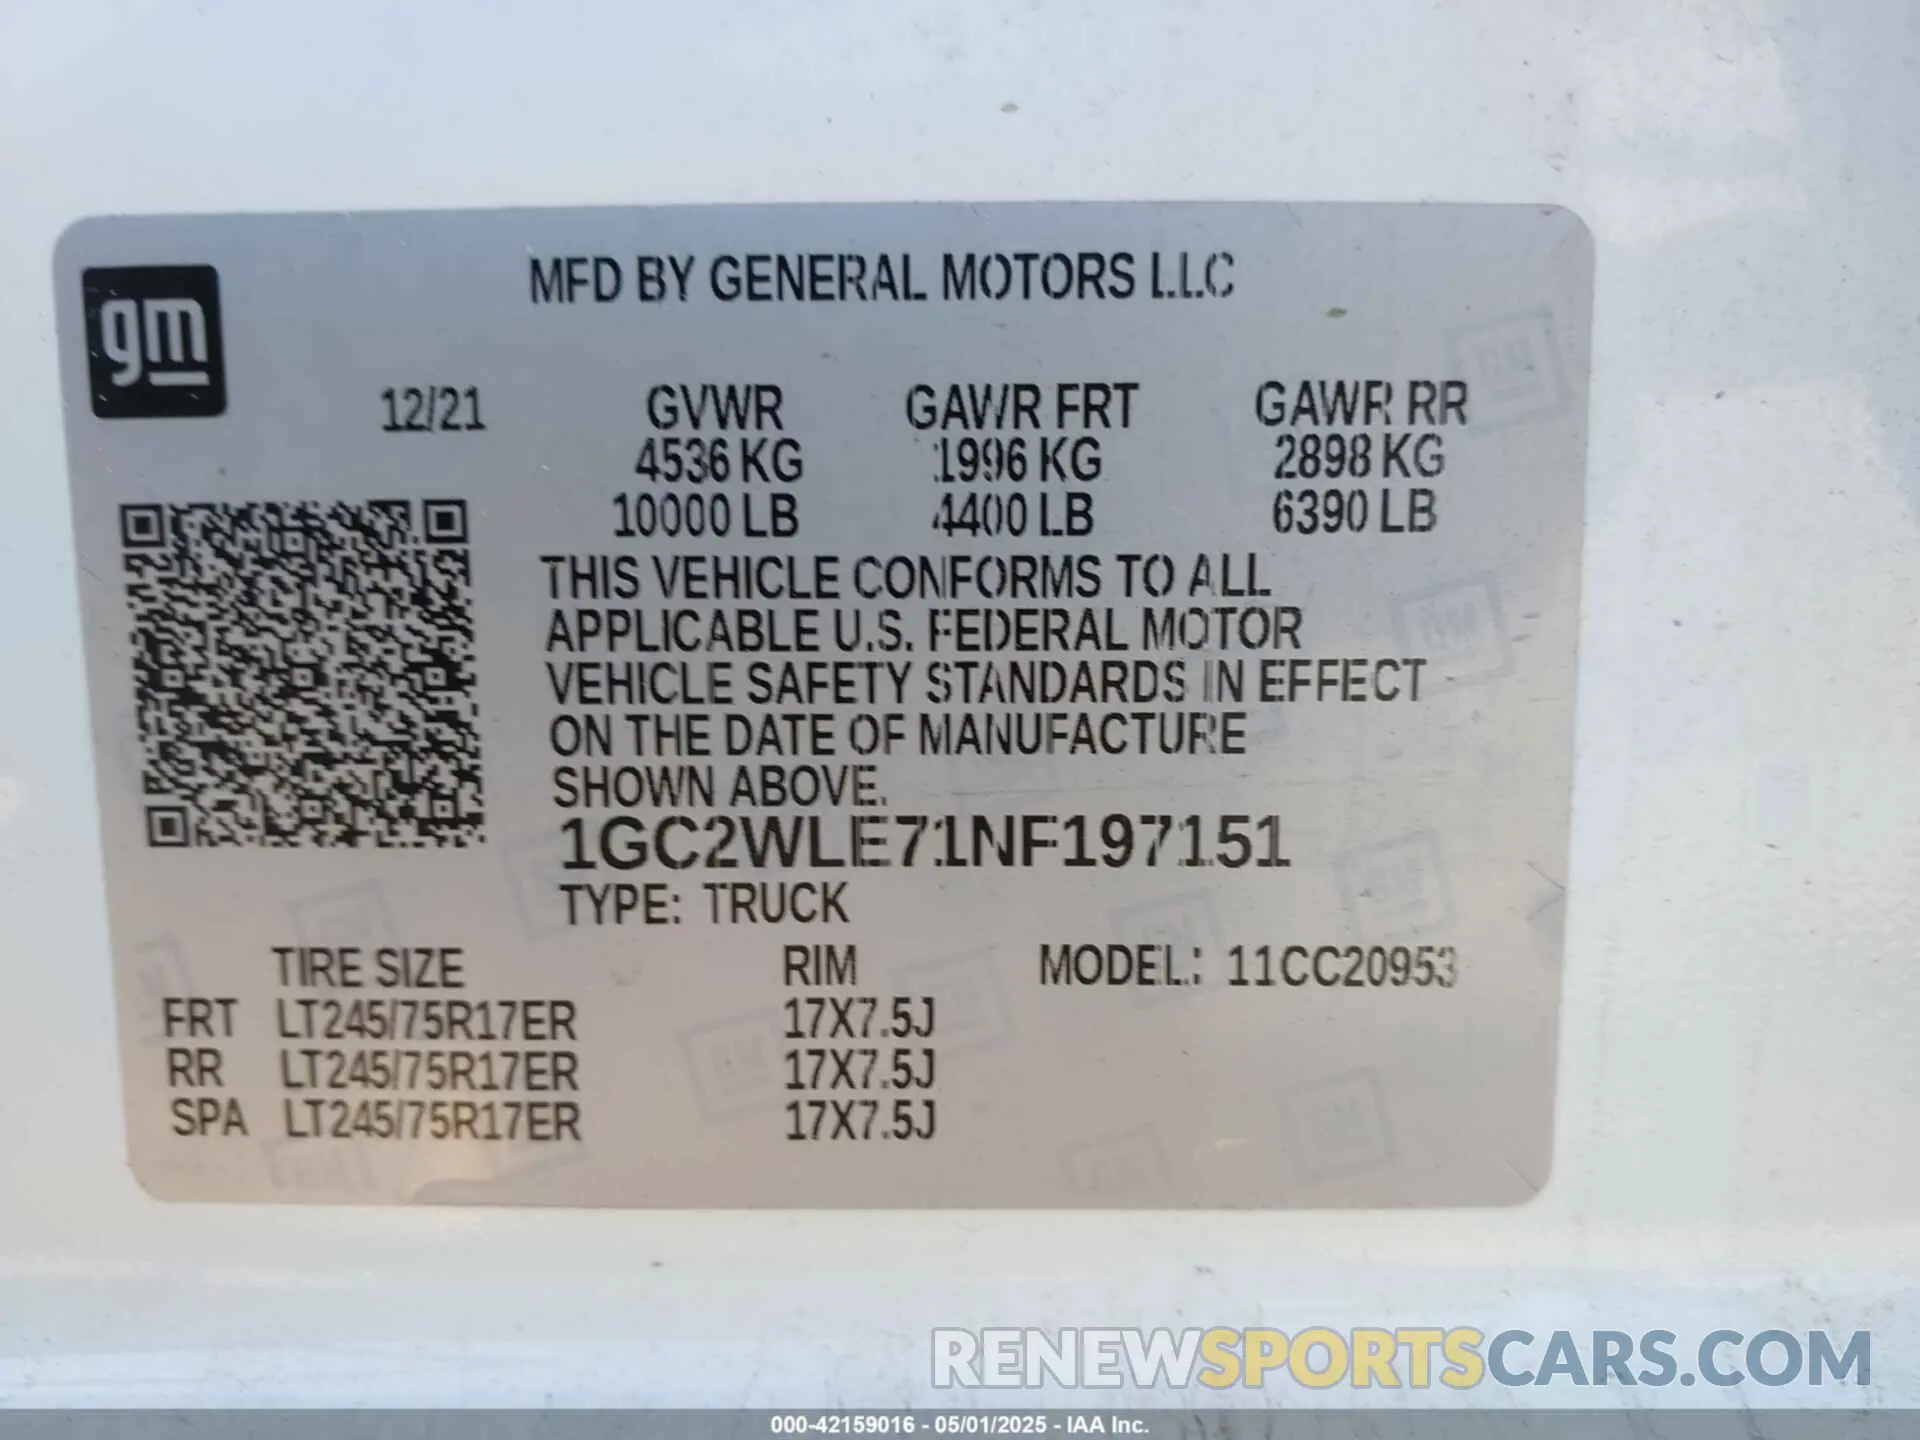 MFD BY GENERAL MOTORS LLC
gm
12/21 GVWR GAWR FRT GAWR RR
4536 KG 1996 KG 2898 KG
10000 LB 4400 LB 6390 LB
THIS VEHICLE CONFORMS TO ALL
APPLICABLE U.S. FEDERAL MOTOR
VEHICLE SAFETY STANDARDS IN EFFECT
ON THE DATE OF MANUFACTURE
SHOWN ABOVE.
1GC2WLE71NF197151
TYPE: TRUCK
TIRE SIZE RIM MODEL: 11CC20953
FRT LT245/75R17ER 17X7.5J
RR LT245/75R17ER 17X7.5J
SPA LT245/75R17ER 17X7.5J
RENEWSPORTSCARS.COM
000-42159016 - 05/01/2025 - IAA Inc.